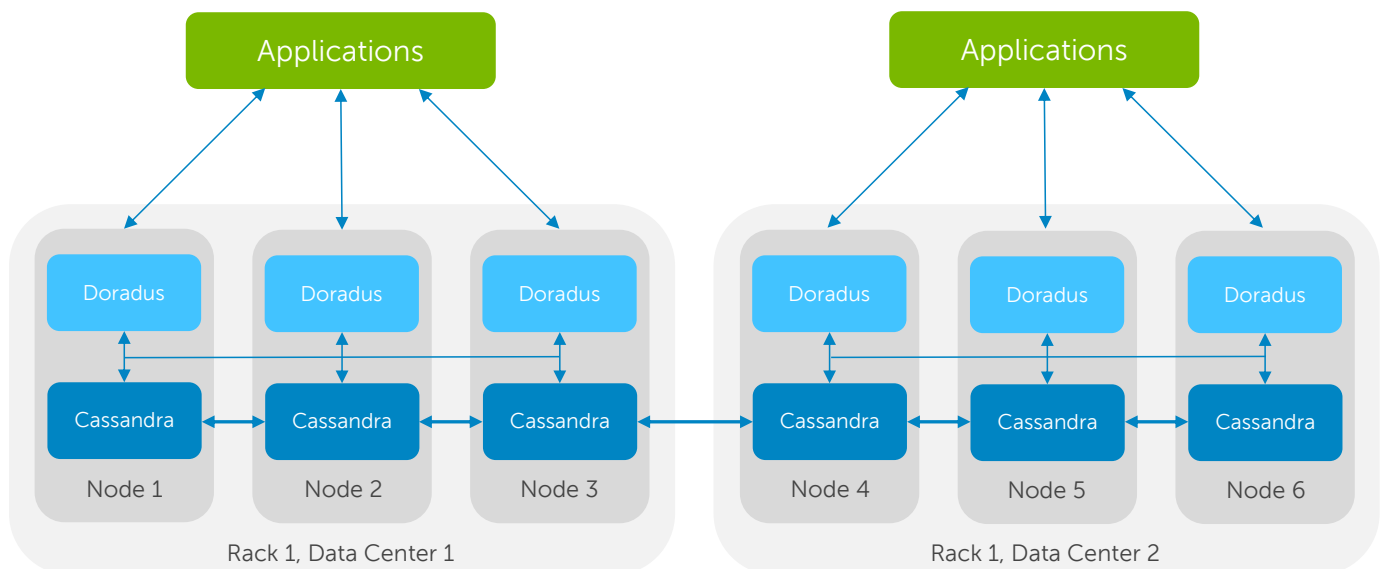 Applications
Applications
Doradus
Doradus
Doradus
Doradus
Doradus
Doradus
Cassandra
Cassandra
Cassandra
Cassandra
Cassandra
Cassandra
Node 1
Node 2
Node 3
Node 4
Node 5
Node 6
Rack 1, Data Center 1
Rack 1, Data Center 2